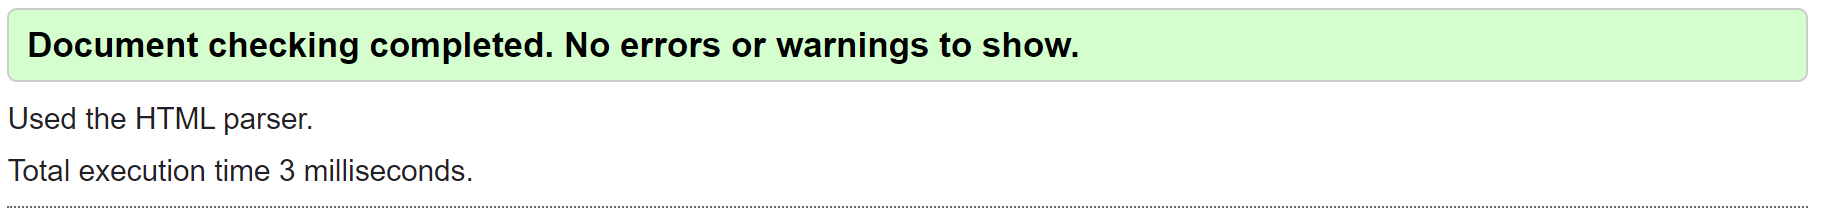 Document checking completed. No errors or warnings to show.
Used the HTML parser.
Total execution time 3 milliseconds.